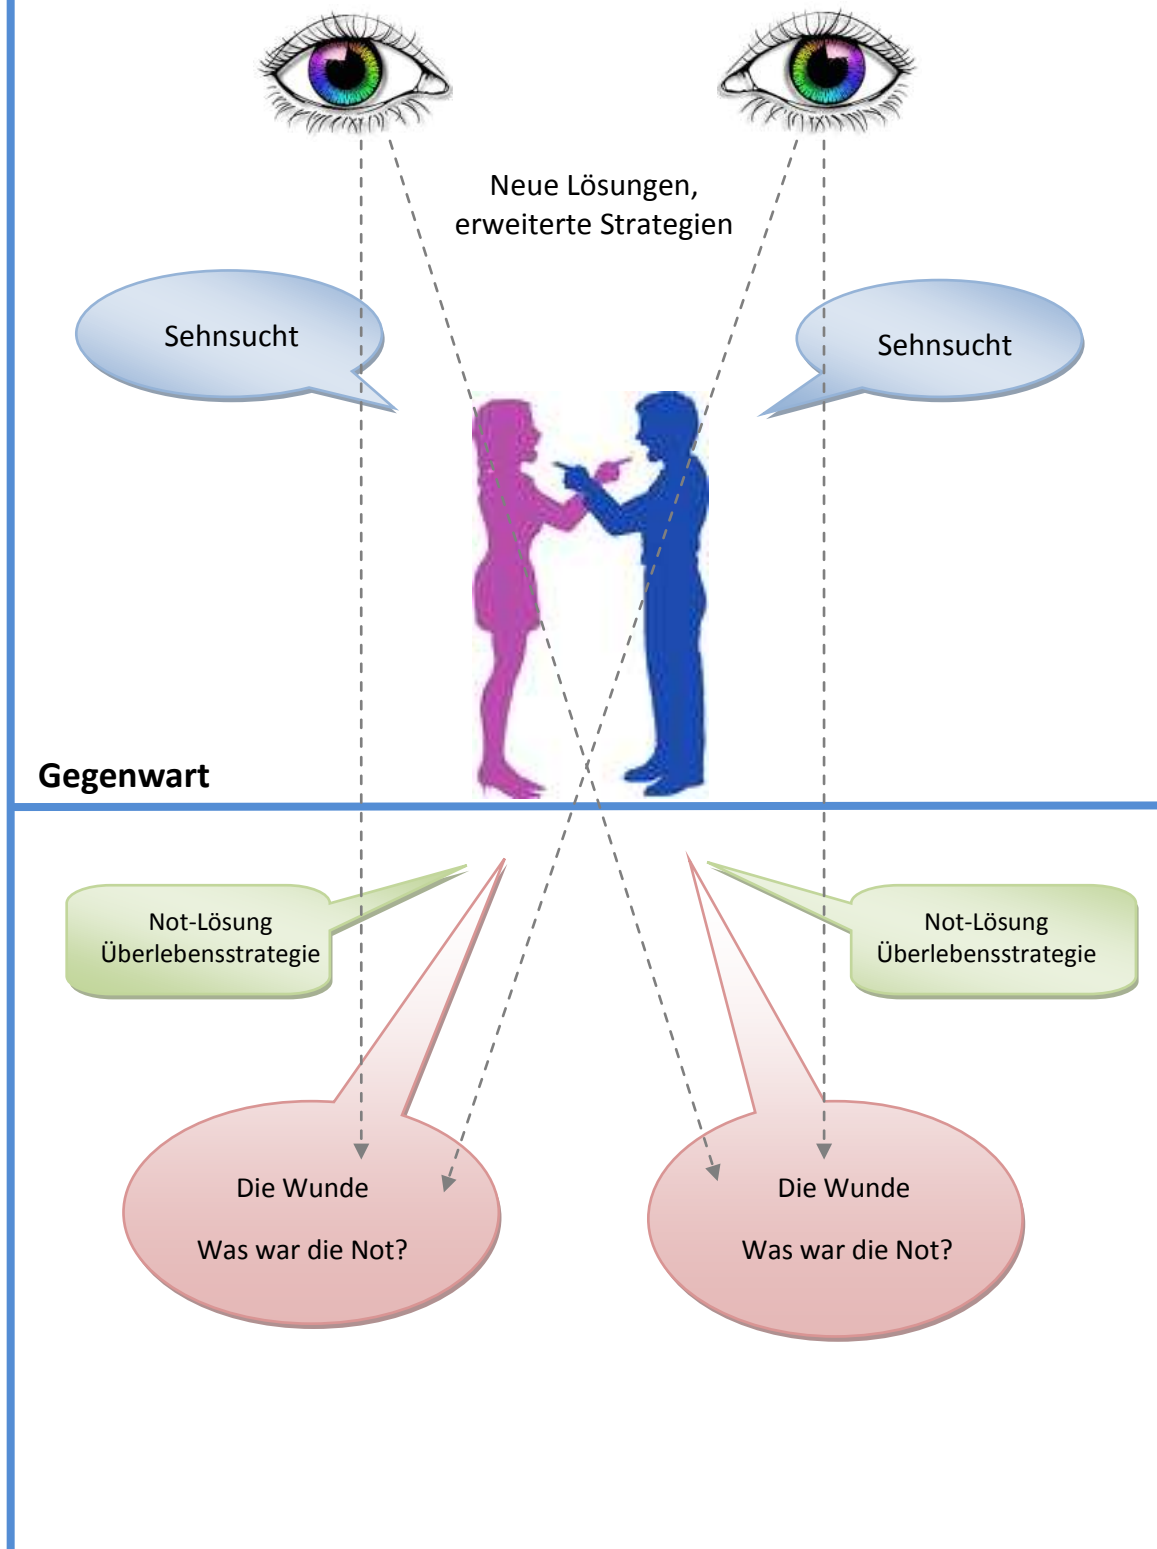 Neue Lösungen,
erweiterte Strategien
Sehnsucht
Sehnsucht
Gegenwart
Not-Lösung
Überlebensstrategie
Not-Lösung
Überlebensstrategie
Die Wunde
Was war die Not?
Die Wunde
Was war die Not?